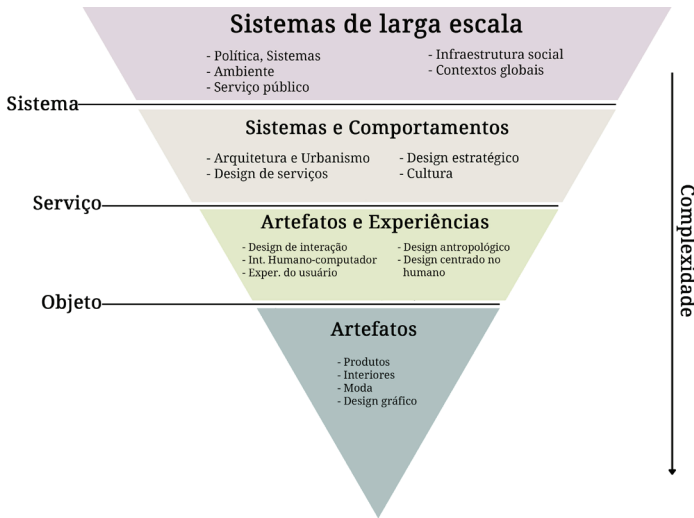 Sistemas de larga escala
- Política, Sistemas
- Ambiente
- Serviço público
- Infraestrutura social
- Contextos globais
Sistema
Sistemas e Comportamentos
- Arquitetura e Urbanismo
- Design de serviços
- Design estratégico
- Cultura
Serviço
Artefatos e Experiências
- Design de interação
- Int. Humano-computador
- Exper. do usuário
- Design antropológico
- Design centrado no
humano
Objeto
Artefatos
- Produtos
- Interiores
- Moda
- Design gráfico
Complexidade